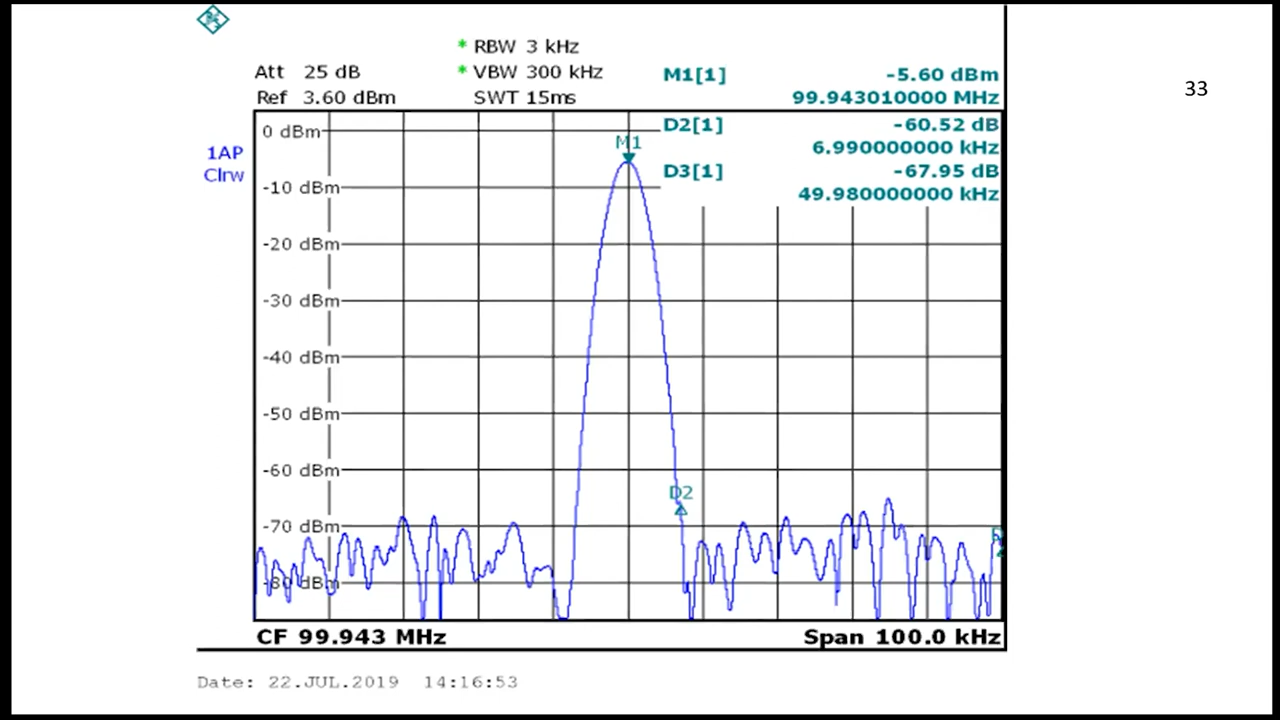 * RBW 3 kHz
Att 25 dB * VBW 300 kHz M1[1] -5.60 dBm
Ref 3.60 dBm SWT 15ms 99.943010000 MHz
33
0 dBm D2[1] -60.52 dB
M1 6.990000000 kHz
1AP D3[1] -67.95 dB
Clrw -10 dBm 49.980000000 kHz
-20 dBm
-30 dBm
-40 dBm
-50 dBm
-60 dBm
D2
-70 dBm
-80 dBm
CF 99.943 MHz Span 100.0 kHz
Date: 22.JUL.2019 14:16:53